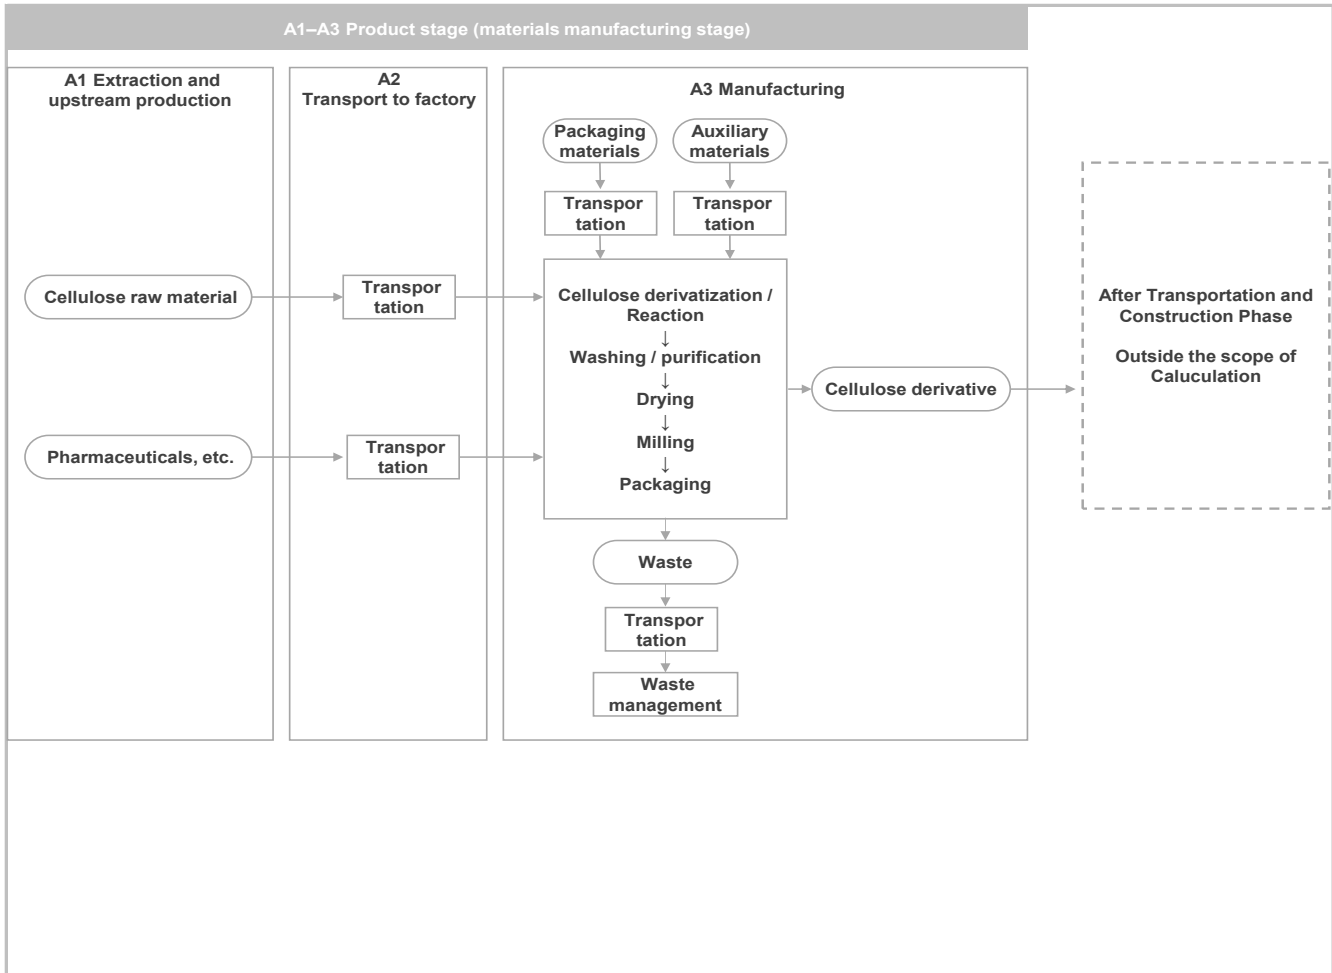 A1–A3 Product stage (materials manufacturing stage)
A1 Extraction and
upstream production
A2
Transport to factory
A3 Manufacturing
Packaging
materials
Auxiliary
materials
Transpor
tation
Transpor
tation
Cellulose raw material
Transpor
tation
Pharmaceuticals, etc.
Transpor
tation
Cellulose derivatization /
Reaction
↓
Washing / purification
↓
Drying
↓
Milling
↓
Packaging
Cellulose derivative
After Transportation and
Construction Phase
Outside the scope of
Caluculation
Waste
Transpor
tation
Waste
management